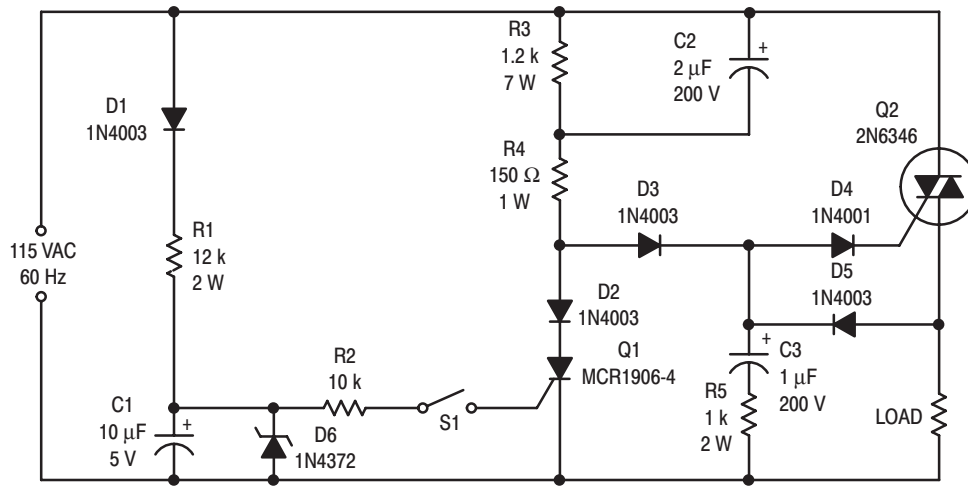 115 VAC
60 Hz
D1
1N4003
R1
12 k
2 W
C1
10 µF
5 V
+
D6
1N4372
R2
10 k
S1
R3
1.2 k
7 W
C2
2 µF
200 V
+
R4
150 Ω
1 W
D2
1N4003
Q1
MCR1906-4
D3
1N4003
D4
1N4001
D5
1N4003
Q2
2N6346
+
C3
1 µF
200 V
R5
1 k
2 W
LOAD